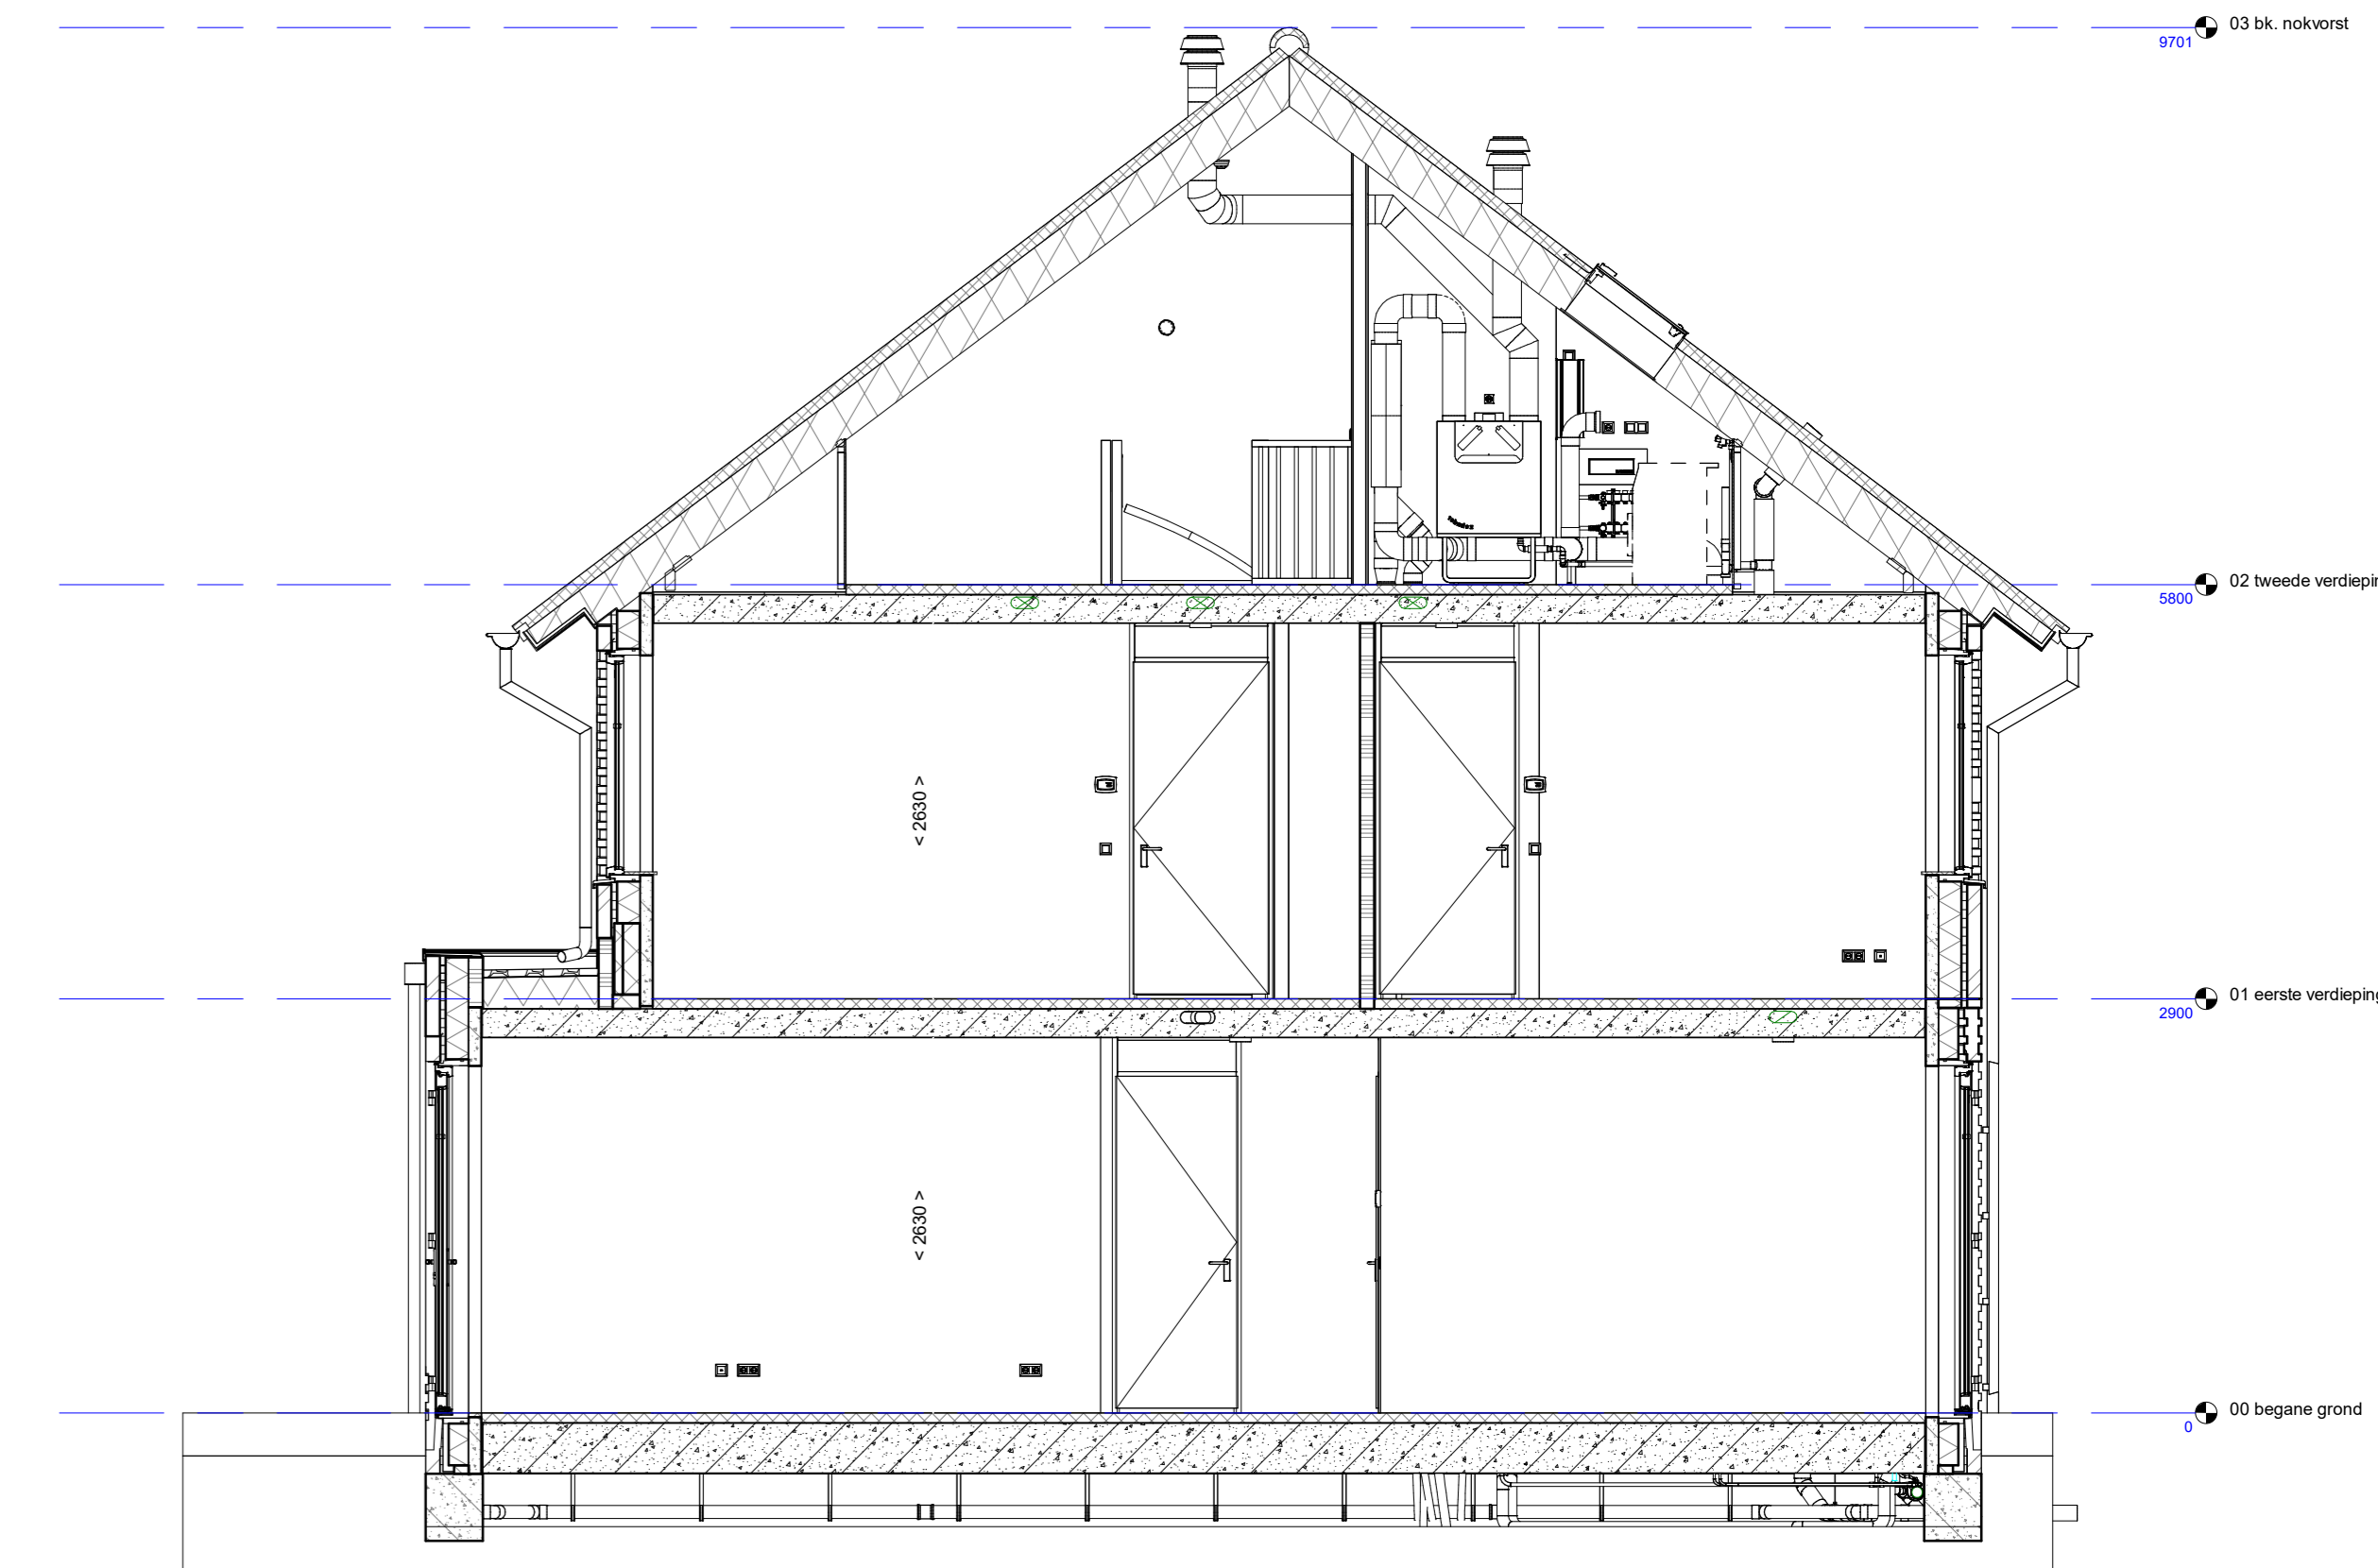 03 bk. nokvorst
9701
02 tweede verdiepin
5800
< 2630 >
01 eerste verdieping
2900
< 2630 >
00 begane grond
0